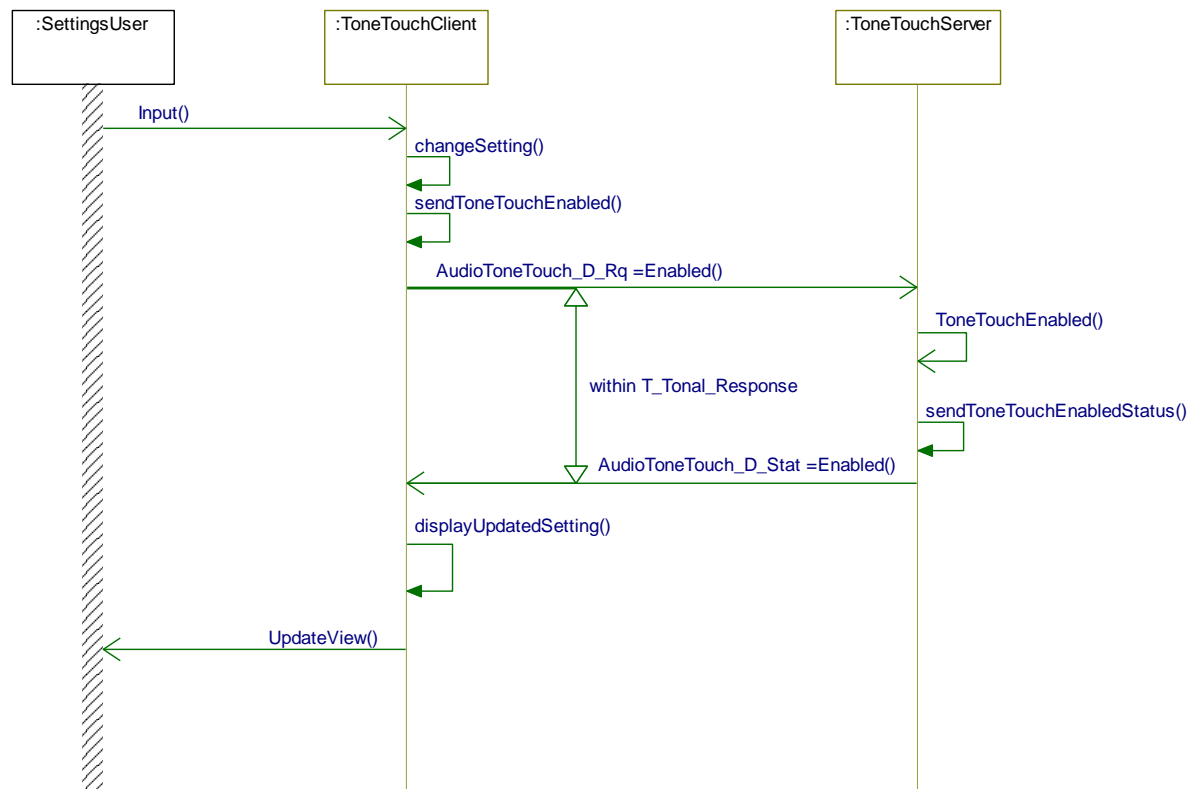 :SettingsUser
:ToneTouchClient
:ToneTouchServer
Input()
changeSetting()
sendToneTouchEnabled()
AudioToneTouch_D_Rq =Enabled()
ToneTouchEnabled()
within T_Tonal_Response
sendToneTouchEnabledStatus()
AudioToneTouch_D_Stat =Enabled()
displayUpdatedSetting()
UpdateView()